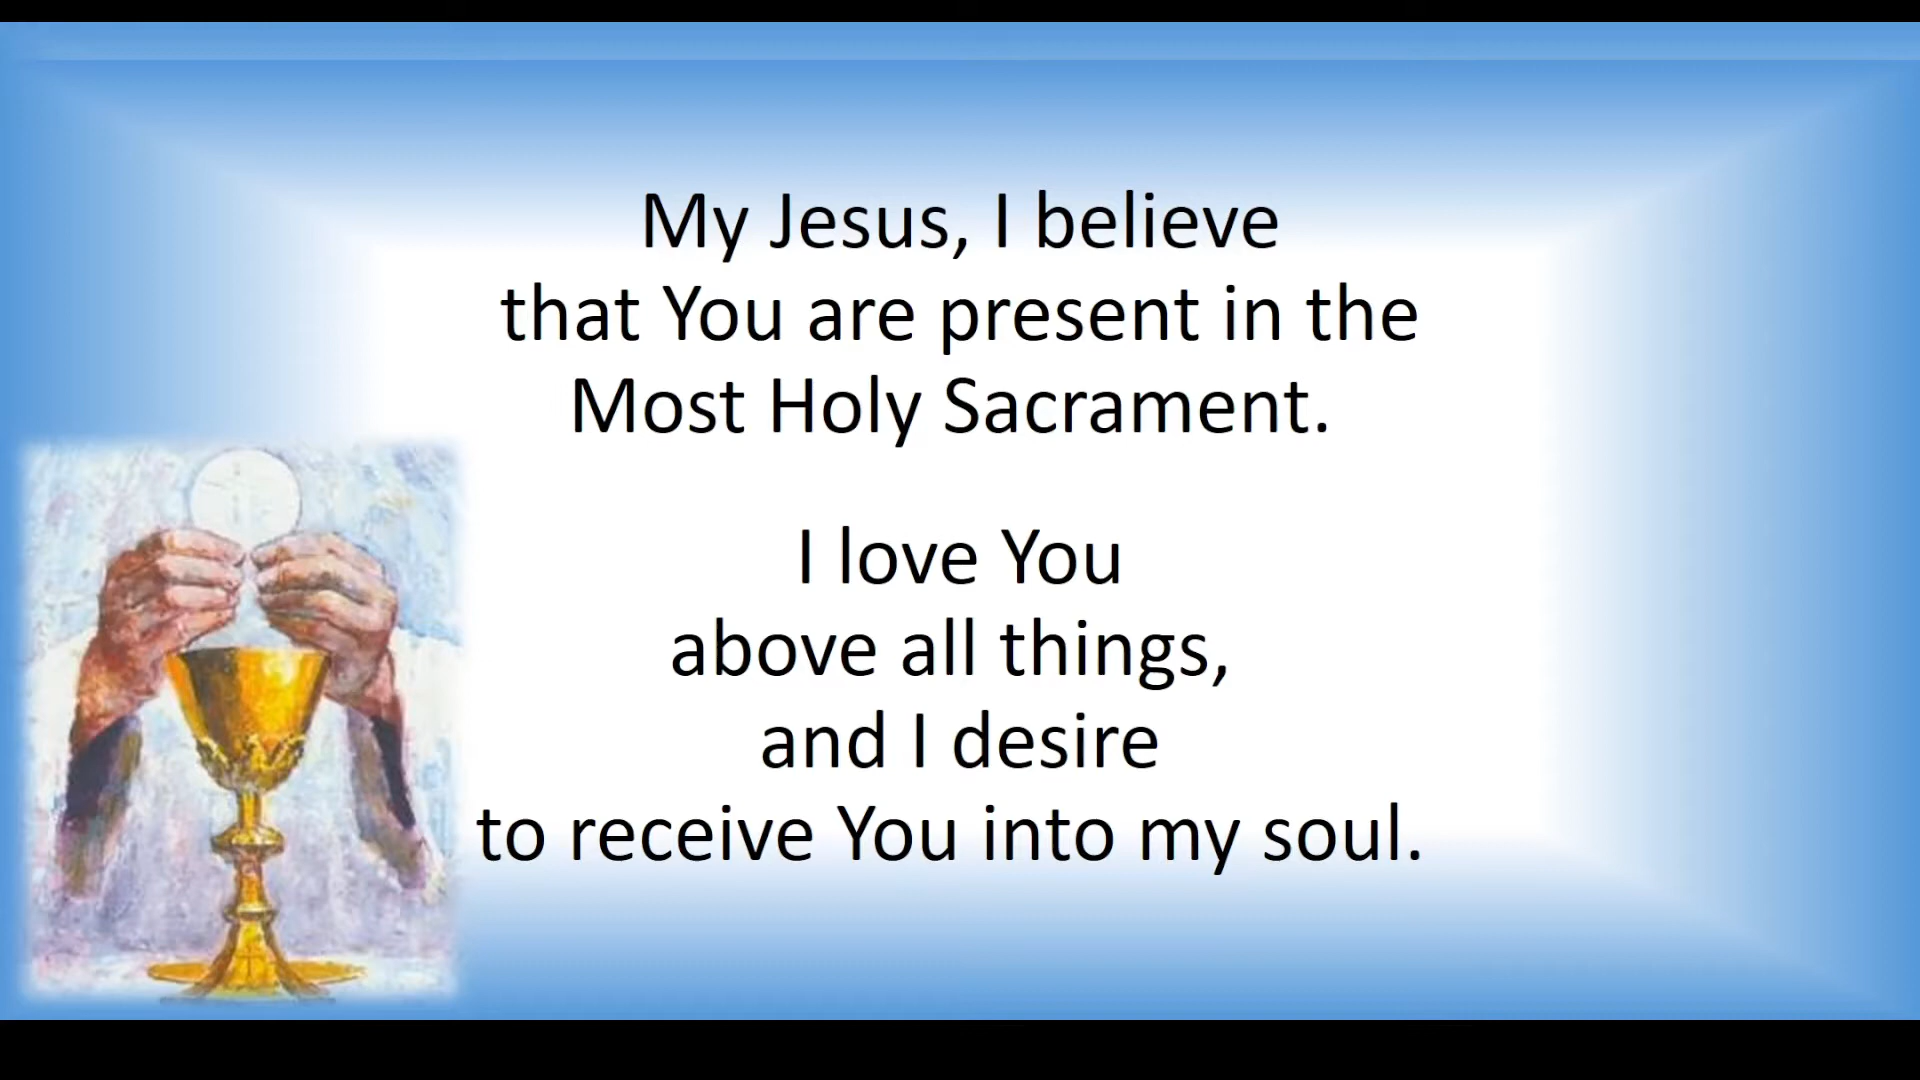 My Jesus, I believe
that You are present in the
Most Holy Sacrament.
I love You
above all things,
and I desire
to receive You into my soul.